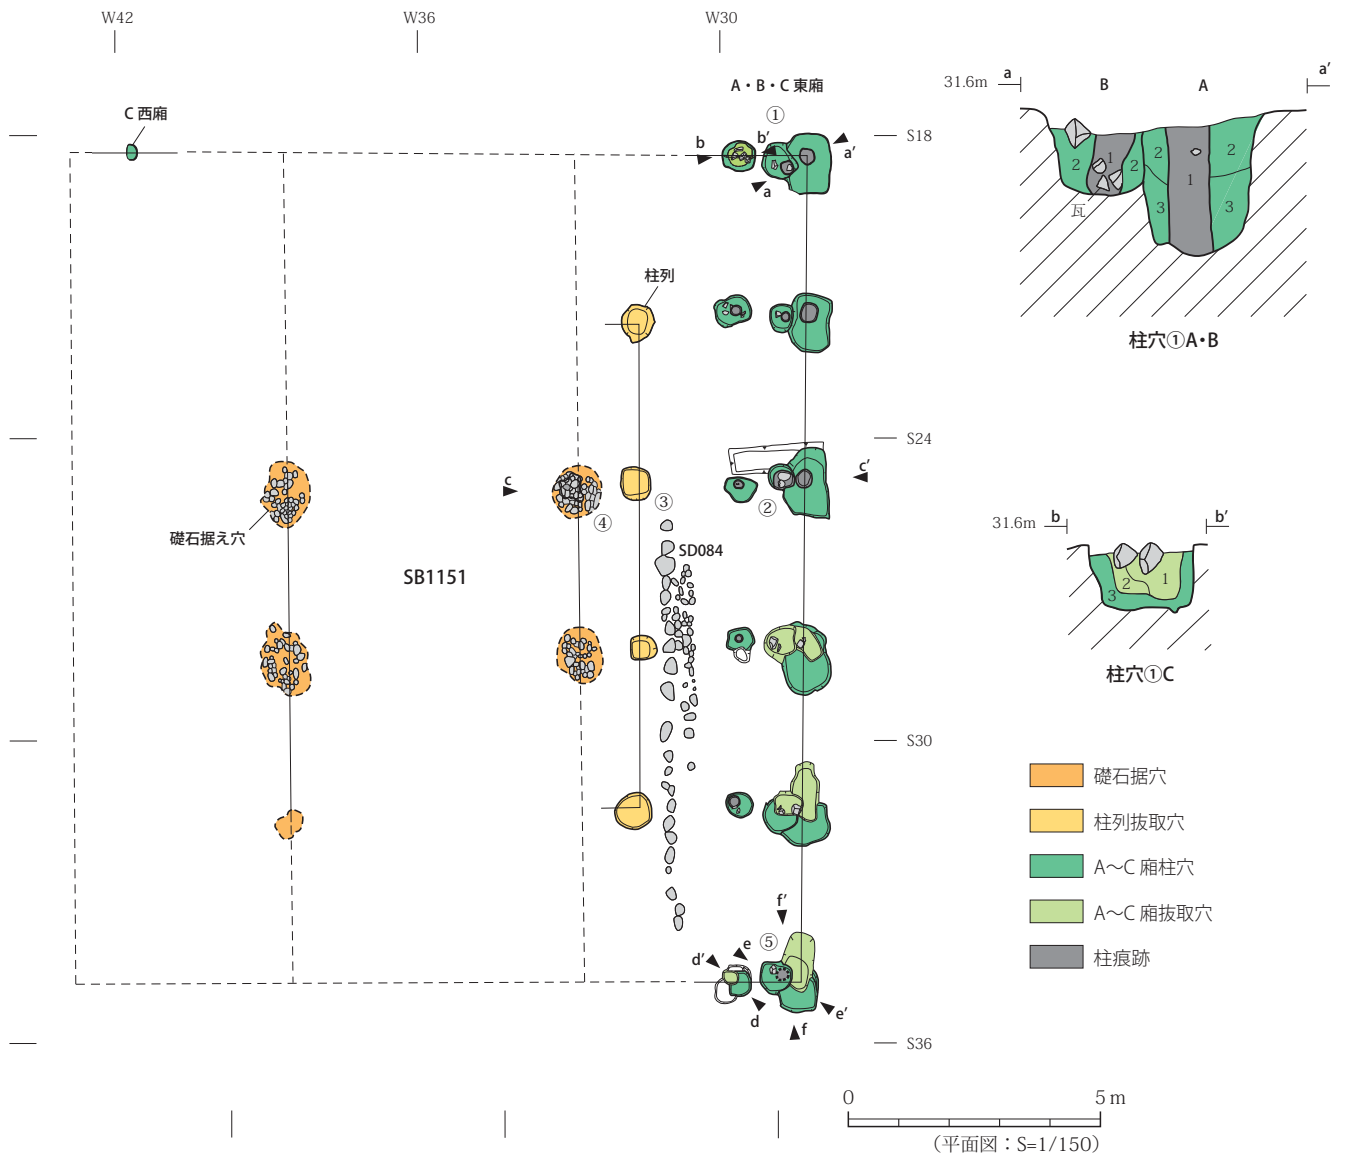 W42
W36
W30
C 西廂
A・B・C 東廂
①
b
b′
a′
a
S18
柱列
S24
c
c′
②
③
④
礎石据え穴
SD084
SB1151
S30
f′
⑤
e
d′
d
e′
f
S36
0
5 m
(平面図：S=1/150)
31.6m
a
a′
B
A
2
1
2
2
1
2
3
3
瓦
柱穴①A・B
31.6m
b
b′
1
2
3
柱穴①C
礎石据穴
柱列抜取穴
A～C 廂柱穴
A～C 廂抜取穴
柱痕跡